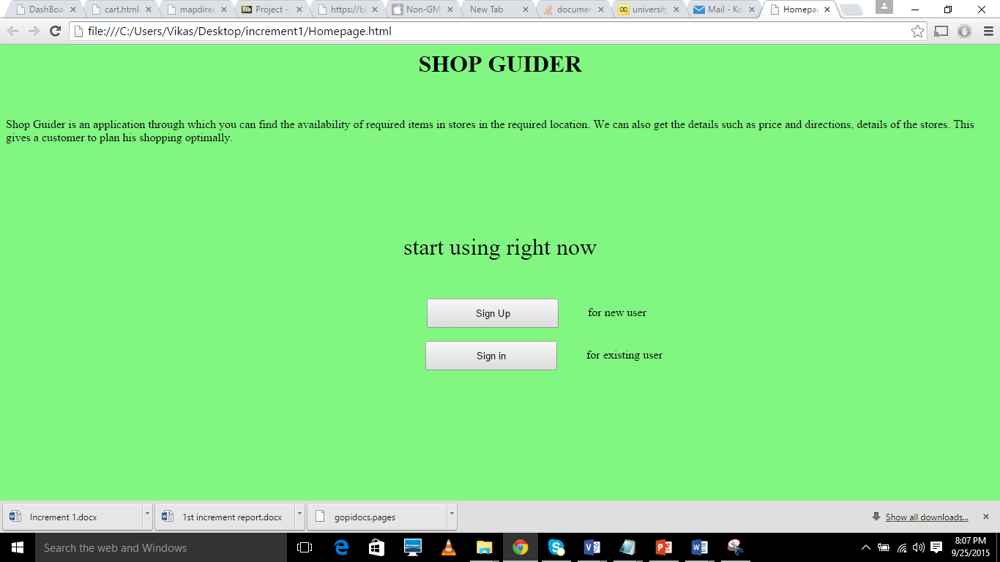 DashBoa
cart.html
mapdirec
Bb Project –
https://bl
Non-GM
New Tab
documen
university
Mail - Ko
Homepag
file:///C:/Users/Vikas/Desktop/increment1/Homepage.html
SHOP GUIDER
Shop Guider is an application through which you can find the availability of required items in stores in the required location. We can also get the details such as price and directions, details of the stores. This
gives a customer to plan his shopping optimally.
start using right now
Sign Up for new user
Sign in for existing user
Increment 1.docx
1st increment report.docx
gopidocs.pages
Show all downloads...
Search the web and Windows
8:07 PM
9/25/2015